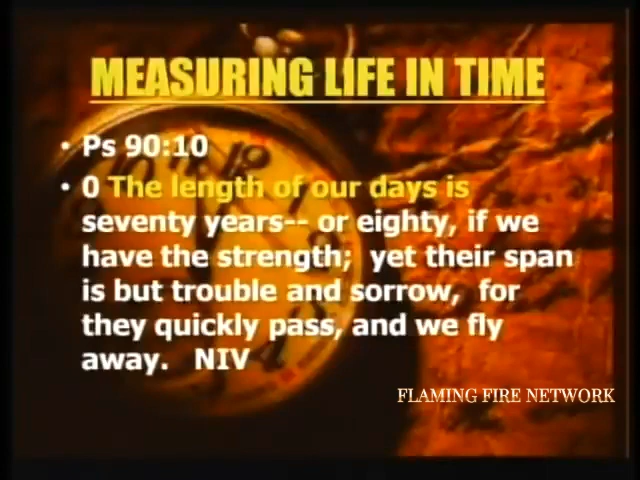 MEASURING LIFE IN TIME
• Ps 90:10
• 0 The length of our days is
seventy years-- or eighty, if we
have the strength;  yet their span
is but trouble and sorrow,  for
they quickly pass, and we fly
away.   NIV
FLAMING FIRE NETWORK